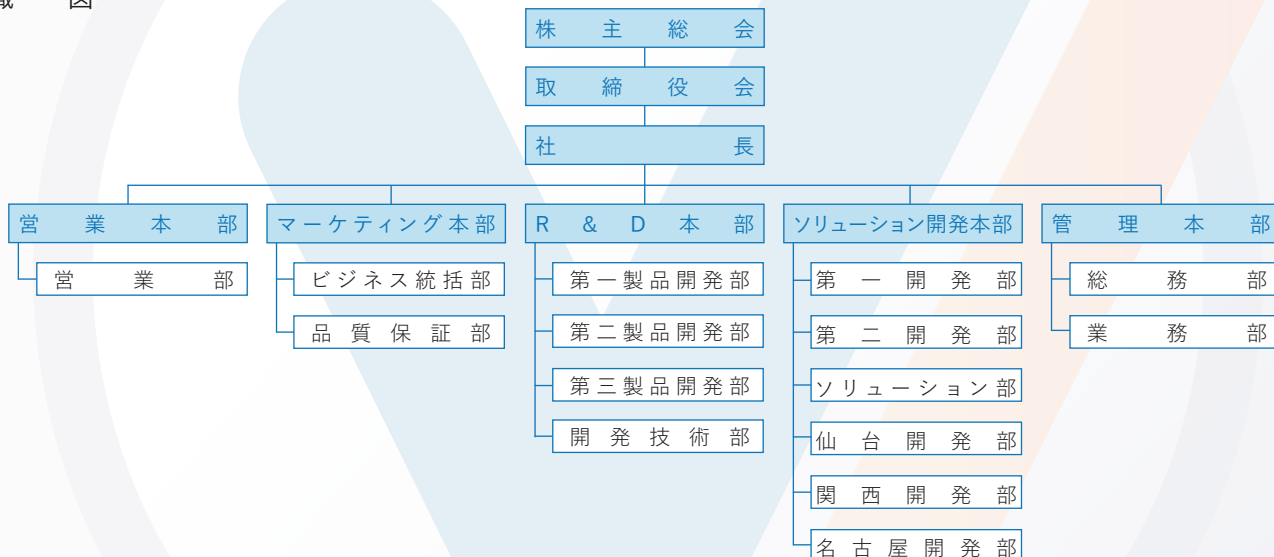 織 図
株主総会
取締役会
社長
営業本部
営業部
マーケティング本部
ビジネス統括部
品質保証部
R&D本部
第一製品開発部
第二製品開発部
第三製品開発部
開発技術部
ソリューション開発本部
第一開発部
第二開発部
ソリューション部
仙台開発部
関西開発部
名古屋開発部
管理本部
総務部
業務部